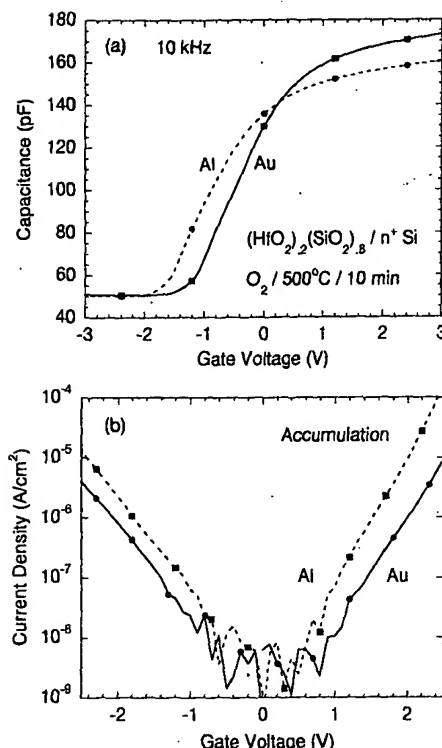 (a) 10 kHz
Capacitance (pF)
180
160
140
120
100
80
60
40
Al
Au
(HfO2).2(SiO2).8 / n+ Si
O2 / 500°C / 10 min
-3 -2 -1 0 1 2 3
Gate Voltage (V)
(b)
Accumulation
Current Density (A/cm2)
10-4
10-5
10-6
10-7
10-8
10-9
Al
Au
-2 -1 0 1 2
Gate Voltage (V)